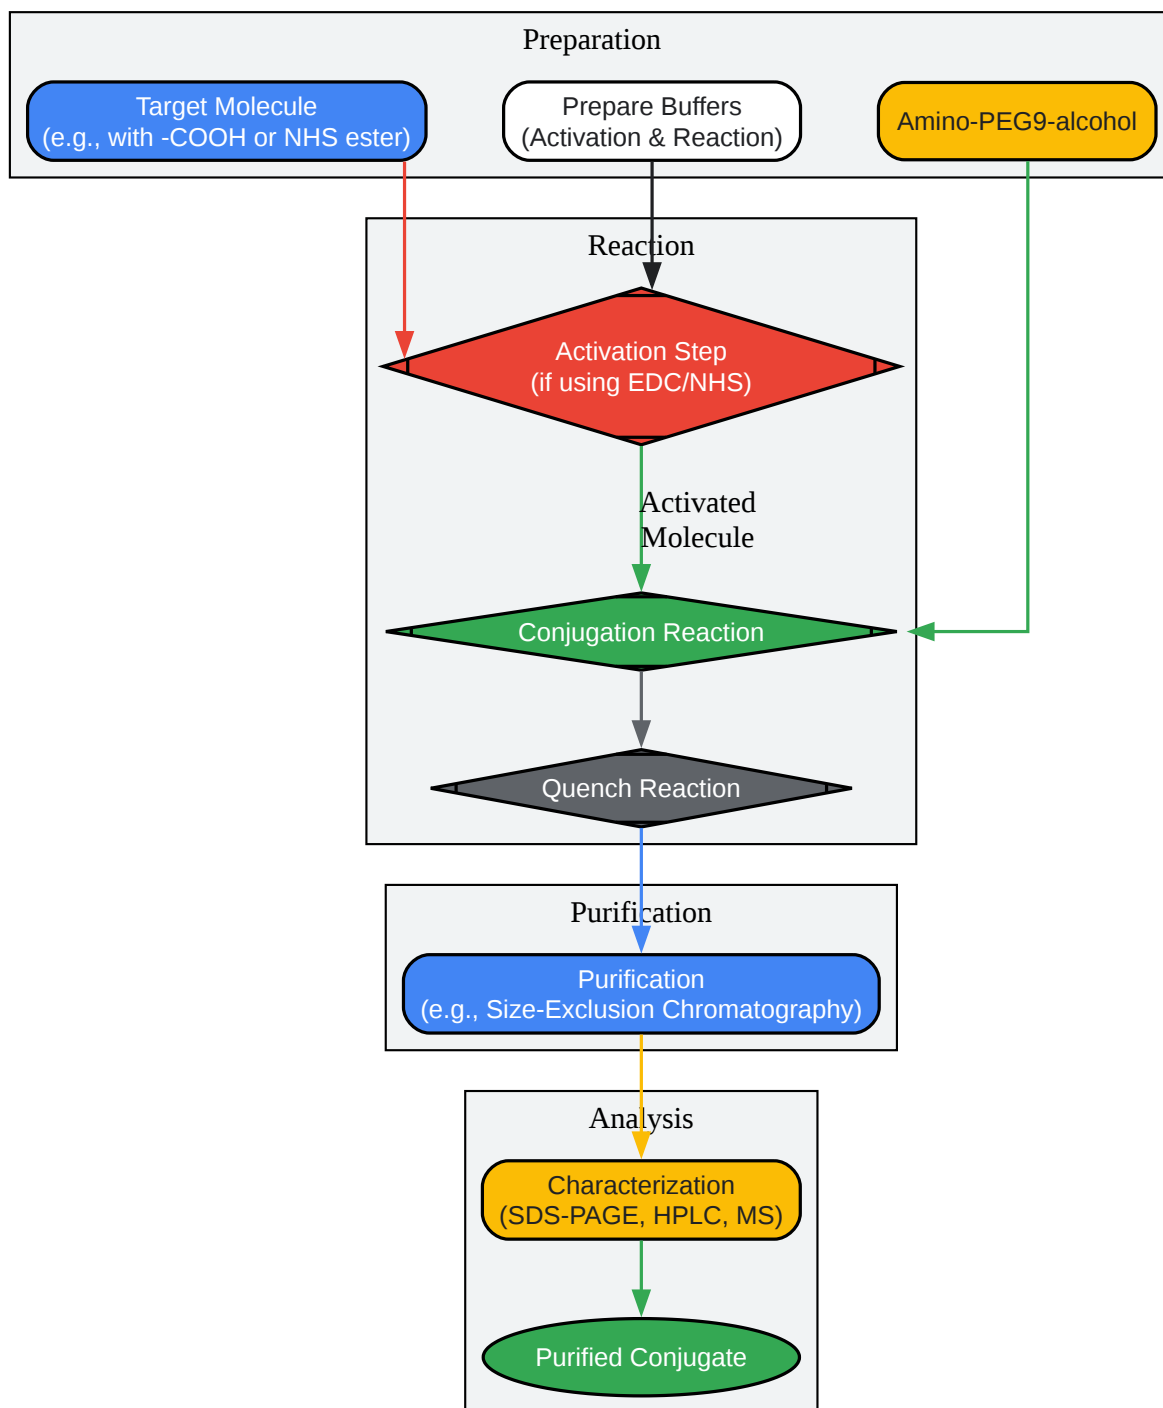 Preparation
Target Molecule
(e.g., with -COOH or NHS ester)
Prepare Buffers
(Activation & Reaction)
Amino-PEG9-alcohol
Reaction
Activation Step
(if using EDC/NHS)
Activated
Molecule
Conjugation Reaction
Quench Reaction
Purification
Purification
(e.g., Size-Exclusion Chromatography)
Analysis
Characterization
(SDS-PAGE, HPLC, MS)
Purified Conjugate